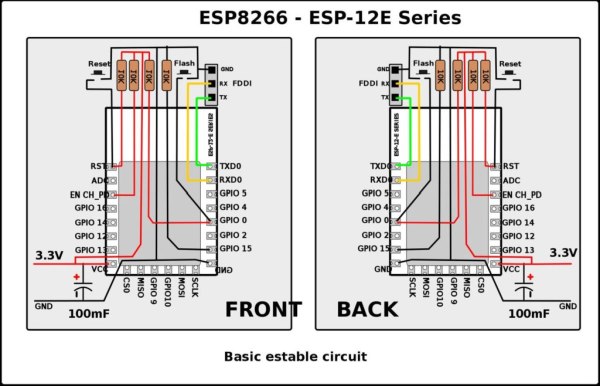 ESP8266 - ESP-12E Series
Reset
10K
10K
10K
10K
Flash
GND
RX
FDDI
TX
RST
ADC
EN CH_PD
GPIO 16
GPIO 14
GPIO 12
GPIO 13
VCC
TXD0
RXD0
GPIO 5
GPIO 4
GPIO 0
GPIO 2
GPIO 15
GND
CS0
MISO
GPIO 9
GPIO10
MOSI
SCLK
3.3V
+
100mF
GND
FRONT
Flash
10K
10K
10K
10K
Reset
GND
FDDI
RX
TX
ESP-12-E SERIES
TXD0
RXD0
GPIO 5
GPIO 4
GPIO 0
GPIO 2
GPIO 15
GND
RST
ADC
EN CH_PD
GPIO 16
GPIO 14
GPIO 12
GPIO 13
VCC
SCLK
MOSI
GPIO10
GPIO 9
MISO
CS0
3.3V
+
100mF
GND
BACK
Basic estable circuit